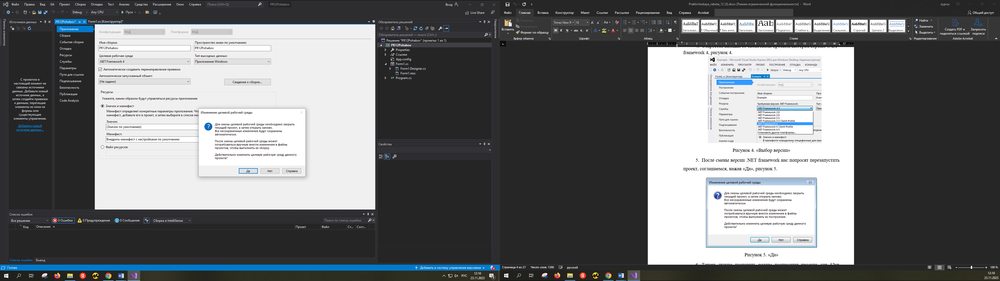 Файл Правка Вид Git Проект Сборка Отладка Тест Анализ Средства Расширения Окно Справка Поиск (Ctrl+Q) PR12Pohabov Вход
Debug Any CPU Пуск Live Share
Панель элементов
Источники данных
С проектом в
настоящий момент не
связаны источники
данных. Добавьте новый
источник данных, а
затем создайте привязки
к данным, перетащив
элементы из окна на
формы или
существующие
элементы управления.
Добавить новый
источник данных...
PR12Pohabov* Form1.cs [Конструктор]*
Приложение
Сборка
События сборки
Отладка
Ресурсы
Службы
Параметры
Пути для ссылок
Подписывание
Безопасность
Публикация
Code Analysis
Конфигурация: Н/Д Платформа: Н/Д
Имя сборки: Пространство имен по умолчанию:
PR12Pohabov PR12Pohabov
Целевая рабочая среда Тип выходных данных:
.NET Framework 4 Приложение Windows
Автоматически создавать перенаправления привязок
Автоматически запускаемый объект:
(Не задано) Сведения о сборке...
Ресурсы
Укажите, каким образом будут управляться ресурсы приложения:
Значок и манифест
Манифест определяет конкретные параметры приложения. Что
манифест, добавьте его в проект, а затем выберите в списке них
Значок:
(Значок по умолчанию)
Манифест:
Внедрить манифест с настройками по умолчанию
Файл ресурсов:
Изменение целевой рабочей среды
Для смены целевой рабочей среды необходимо закрыть
текущий проект, а затем открыть заново.
Все несохраненные изменения будут сохранены
автоматически.
После смены целевой рабочей среды может
потребоваться вручную внести изменения в файлы
проектов, чтобы выполнить их сборку.
Действительно изменить целевую рабочую среду данного
проекта?
Да Нет Справка
Список ошибок
Все решение 0 Ошибки 0 Предупреждения 0 Сообщения Сборка и IntelliSense Поиск по списку ошибок
Код Описание Проект Файл Ст... Сост...
Список ошибок Вывод
Обозреватель решений
Обозреватель решений — поиск (Ctrl+;)
Решение "PR12Pohabov" (проекты: 1 из 1)
PR12Pohabov
Properties
Ссылки
App.config
Form1.cs
Form1.Designer.cs
Form1.resx
Program.cs
Свойства
Уведомления
Готово Добавить в систему управления версиями 4
РУС 12:10
23.11.2023 5
Prakticheskaya_rabota_12 (3).docx [Режим ограниченной функциональности] - Word курсы
Файл Главная Вставка Конструктор Макет Ссылки Рассылки Рецензирование Вид Справка Acrobat Общий доступ
Вставить
Вырезать
Копировать
Формат по образцу
Буфер обмена
Times New R 16
Шрифт
Абзац
Заголово... ¶ Обычный ¶ Без инте... Заголово... Заголовок Подзагол... Слабое в... Выделение Сильное... Строгий Цитата 2 Выделенн...
Стили
Найти
Заменить
Выделить
Редактирование
Создать PDF и
поделиться ссылкой
Запросить
подписи
Adobe Acrobat
framework 4, рисунок 4.
Example - Microsoft Visual Studio Express 2012 для Windows Desktop (Администратор)
ФАЙЛ ИЗМЕНИТЬ ПРОСМОТР ПРОЕКТ ПОСТРОЕНИЕ ОТЛАДКА КОМАНДА
Запуск Debug Any CPU
Обозреватель баз данных
Панель элементов
Form1.cs [Конструктор] Example
Приложение
Построение
События построения
Отладка
Ресурсы
Службы
Параметры
Пути для ссылок
Подписывание
Безопасность
Публикация
Анализ кода
Конфигурация: Н/Д
Имя сборки:
Example
Требуемая версия .NET Framework:
.NET Framework 4.5
.NET Framework 2.0
.NET Framework 3.0
.NET Framework 3.5
.NET Framework 3.5 Client Profile
.NET Framework 4
.NET Framework 4 Client Profile
.NET Framework 4.5
Установить другие платформы...
Значок и манифест
Рисунок 4. «Выбор версии»
5. После смены версии .NET framework нас попросят перезапустить
проект, соглашаемся, нажав «Да», рисунок 5.
Изменение целевой рабочей среды
Для смены целевой рабочей среды необходимо закрыть
текущий проект, а затем открыть заново.
Все несохраненные изменения будут сохранены
автоматически.
После смены целевой рабочей среды может
потребоваться вручную внести изменения в файлы
проектов, чтобы выполнить их построение.
Действительно изменить целевую рабочую среду данного
проекта?
Да Нет Справка
Рисунок 5. «Да»
Страница 4 из 27 Число слов: 1390 русский 100 %
12:10
23.11.2023